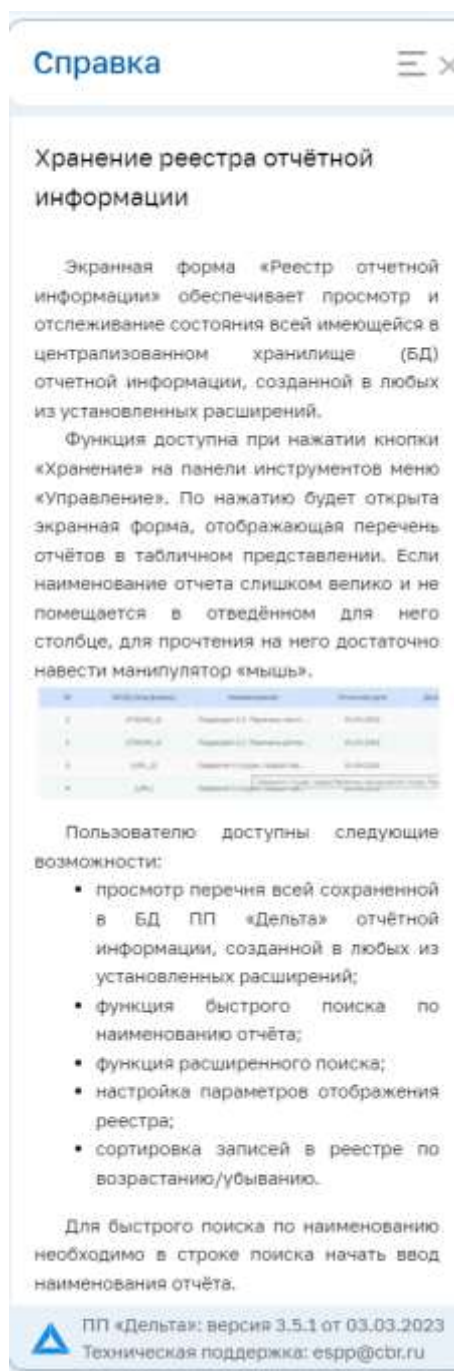 Справка
Хранение реестра отчётной
информации
Экранная форма «Реестр отчетной
информации» обеспечивает просмотр и
отслеживание состояния всей имеющейся в
централизованном хранилище (БД)
отчетной информации, созданной в любых
из установленных расширений.
Функция доступна при нажатии кнопки
«Хранение» на панели инструментов меню
«Управление». По нажатию будет открыта
экранная форма, отображающая перечень
отчётов в табличном представлении. Если
наименование отчета слишком велико и не
помещается в отведённом для него
столбце, для прочтения на него достаточно
навести манипулятор «мышь».
Пользователю доступны следующие
возможности:
• просмотр перечня всей сохраненной
в БД ПП «Дельта» отчётной
информации, созданной в любых из
установленных расширений;
• функция быстрого поиска по
наименованию отчёта;
• функция расширенного поиска;
• настройка параметров отображения
реестра;
• сортировка записей в реестре по
возрастанию/убыванию.
Для быстрого поиска по наименованию
необходимо в строке поиска начать ввод
наименования отчёта.
ПП «Дельта»: версия 3.5.1 от 03.03.2023
Техническая поддержка: espp@cbr.ru